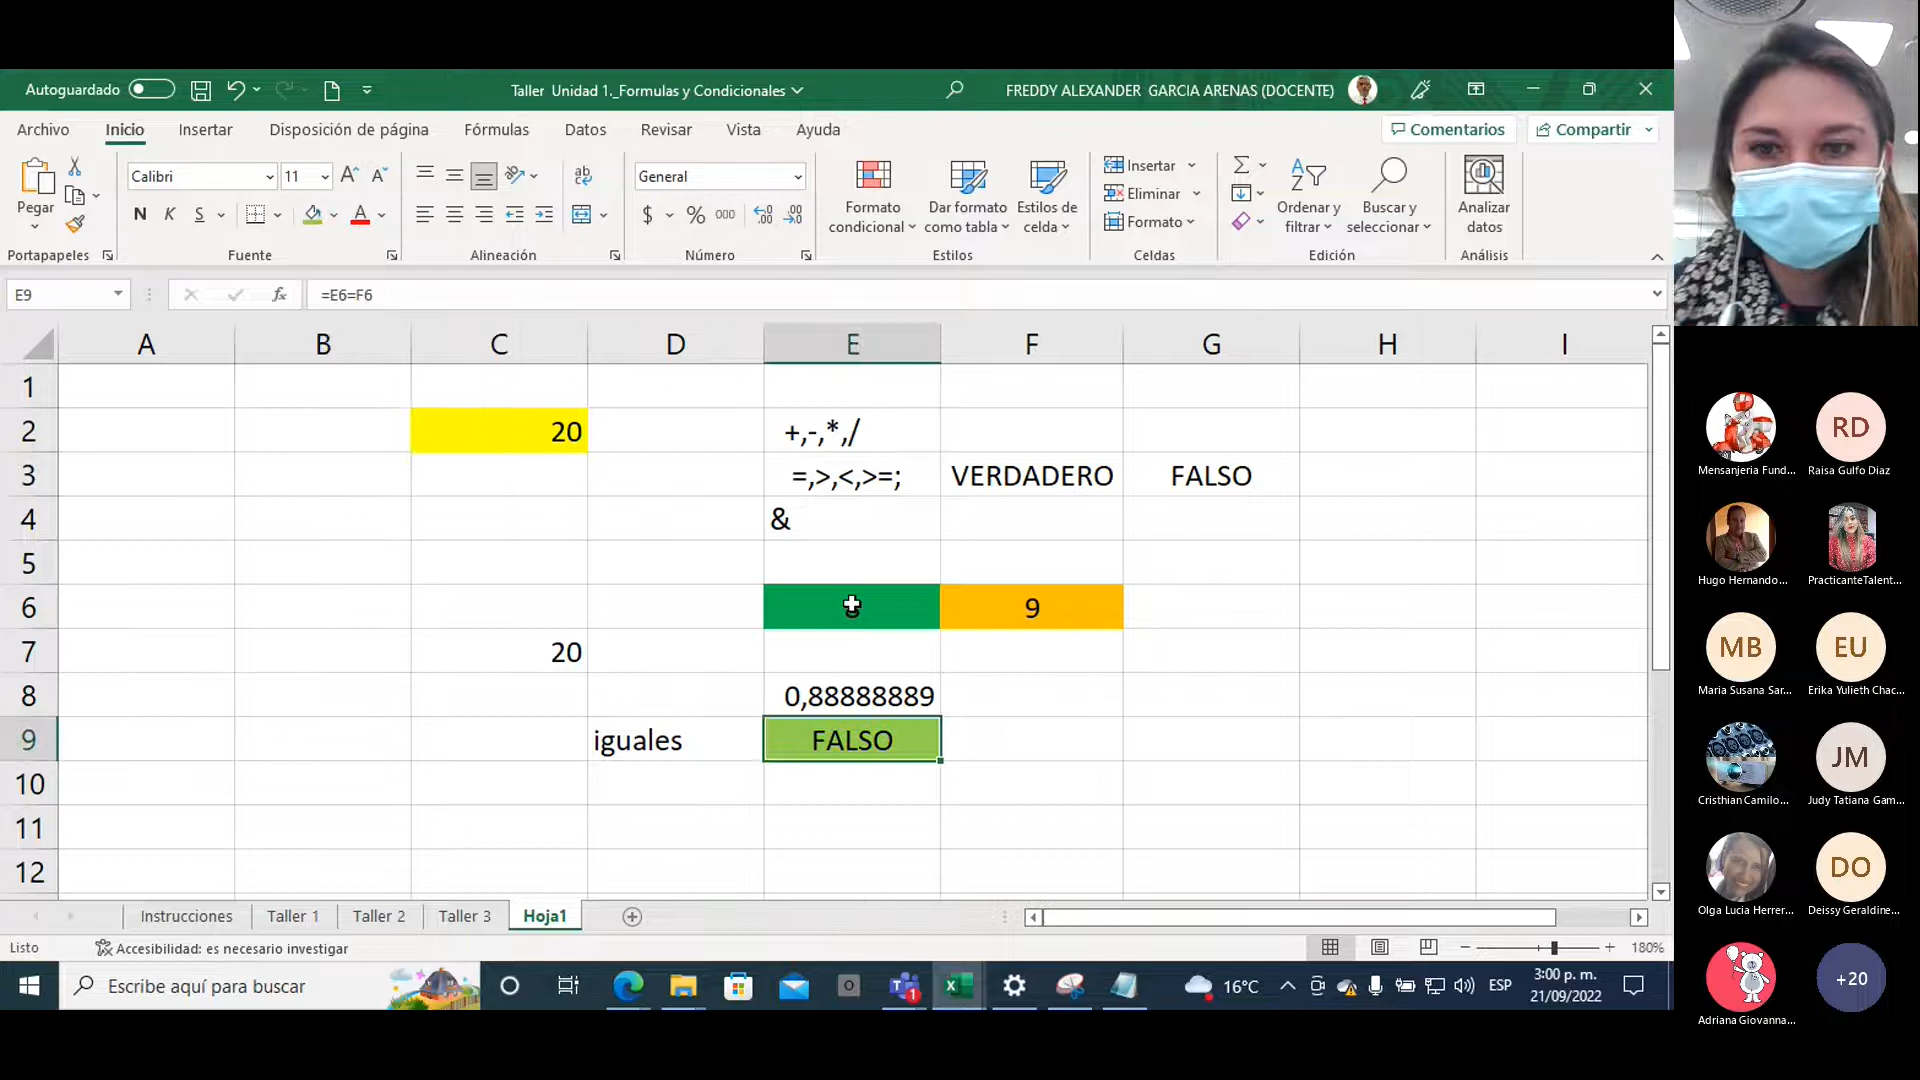 Autoguardado
Taller Unidad 1._Formulas y Condicionales
FREDDY ALEXANDER GARCIA ARENAS (DOCENTE)
Archivo Inicio Insertar Disposición de página Fórmulas Datos Revisar Vista Ayuda
Comentarios Compartir
Pegar
Calibri 11
N K S
General
$ % 000
Formato condicional
Dar formato como tabla
Estilos de celda
Insertar
Eliminar
Formato
Ordenar y filtrar
Buscar y seleccionar
Analizar datos
Portapapeles Fuente Alineación Número Estilos Celdas Edición Análisis
E9 fx =E6=F6
A B C D E F G H I
1
2 20 +,-,*,/
3 =,>,<,>=; VERDADERO FALSO
4 &
5
6 9
7 20
8 0,88888889
9 iguales FALSO
10
11
12
Instrucciones Taller 1 Taller 2 Taller 3 Hoja1
Listo Accesibilidad: es necesario investigar 180%
Escribe aquí para buscar
1
16°C ESP
3:00 p. m.
21/09/2022
RD
Mensanjeria Fund... Raisa Gulfo Diaz
Hugo Hernando... PracticanteTalent...
MB EU
Maria Susana Sar... Erika Yulieth Chac...
JM
Cristhian Camilo... Judy Tatiana Gam...
DO
Olga Lucia Herrer... Deissy Geraldine...
+20
Adriana Giovanna...